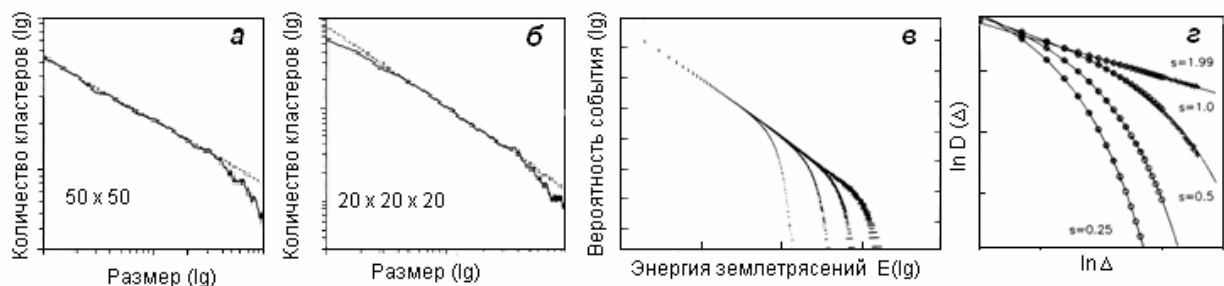 Количество кластеров (lg)
а
50 x 50
Размер (lg)
Количество кластеров (lg)
б
20 x 20 x 20
Размер (lg)
Вероятность события (lg)
в
Энергия землетрясений E(lg)
ln D (Δ)
г
s=1.99
s=1.0
s=0.5
s=0.25
ln Δ